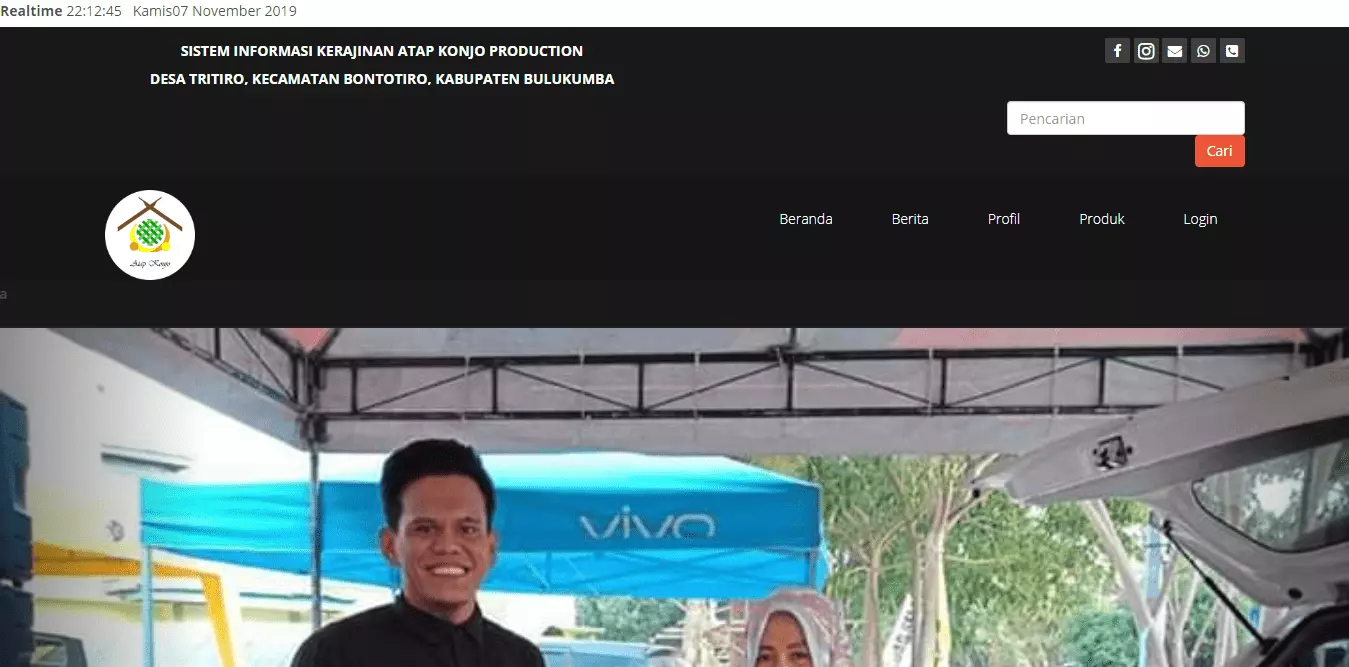 Realtime 22:12:45 Kamis07 November 2019
SISTEM INFORMASI KERAJINAN ATAP KONJO PRODUCTION
DESA TRITIRO, KECAMATAN BONTOTIRO, KABUPATEN BULUKUMBA
Pencarian
Cari
Atap Konjo
Beranda Berita Profil Produk Login
a
vivo